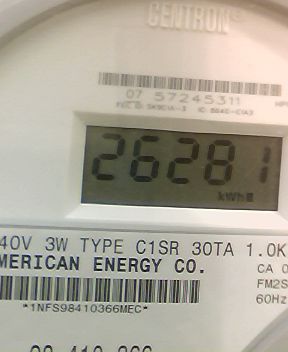 CENTRON®
07 57245311
26281
kWh
40V 3W TYPE C1SR 30TA 1.0K
MERICAN ENERGY CO.
CA 0
FM2S
60Hz
*1NFS98410366MEC*